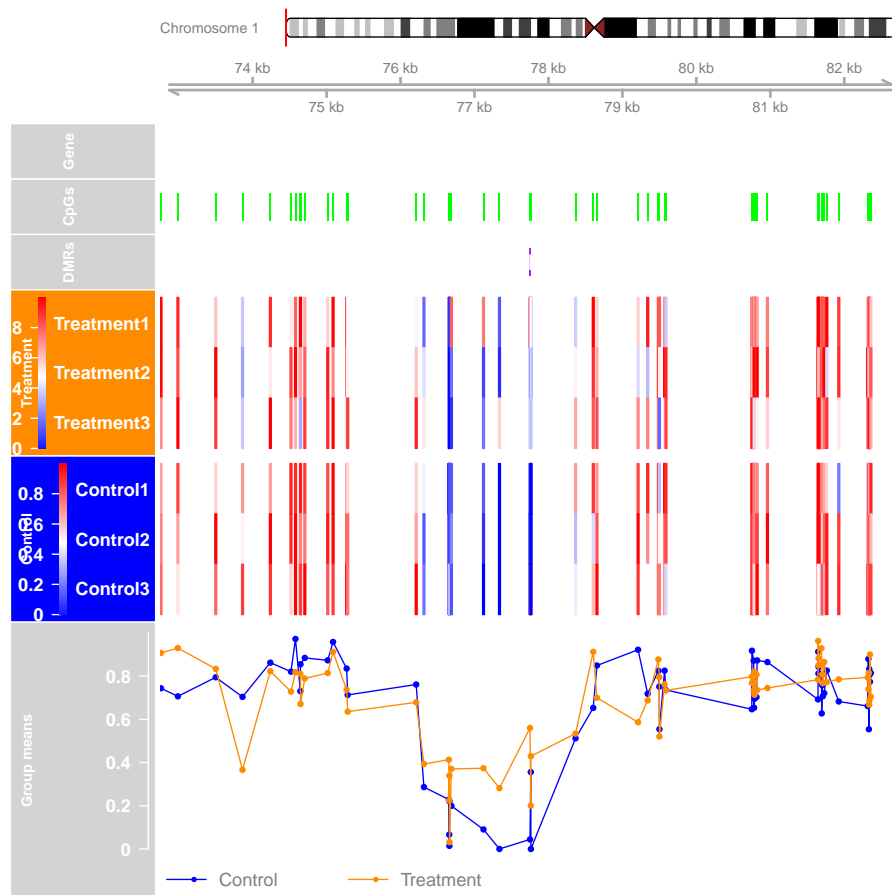 Chromosome 1
74 kb 76 kb 78 kb 80 kb 82 kb
75 kb 77 kb 79 kb 81 kb
Gene
CpGs
DMRs
Treatment
8
6
4
2
0
Treatment1
Treatment2
Treatment3
Control
0.8
0.6
0.4
0.2
0
Control1
Control2
Control3
Group means
0.8
0.6
0.4
0.2
0
Control Treatment